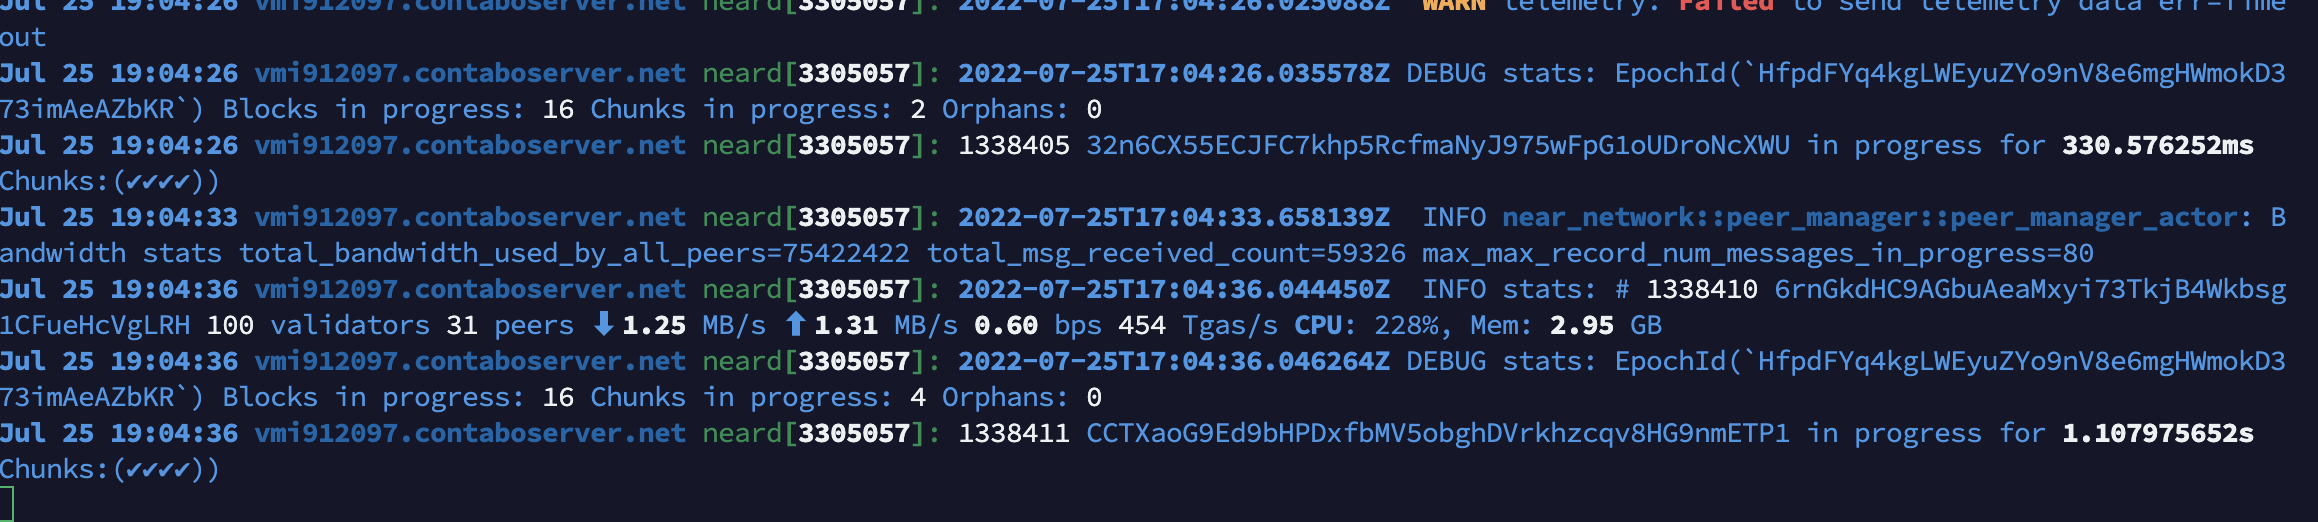 Jul 25 19:04:26 vmi912097.contaboserver.net neard[3305057]: 2022-07-25T17:04:26.025088Z  WARN telemetry: Failed to send telemetry data err=Time
out
Jul 25 19:04:26 vmi912097.contaboserver.net neard[3305057]: 2022-07-25T17:04:26.035578Z DEBUG stats: EpochId(`HfpdFYq4kgLWEyuZYo9nV8e6mgHWmokD3
73imAeAZbKR`) Blocks in progress: 16 Chunks in progress: 2 Orphans: 0
Jul 25 19:04:26 vmi912097.contaboserver.net neard[3305057]: 1338405 32n6CX55ECJFC7khp5RcfmaNyJ975wFpG1oUDroNcXWU in progress for 330.576252ms
Chunks:(✔✔✔✔))
Jul 25 19:04:33 vmi912097.contaboserver.net neard[3305057]: 2022-07-25T17:04:33.658139Z  INFO near_network::peer_manager::peer_manager_actor: B
andwidth stats total_bandwidth_used_by_all_peers=75422422 total_msg_received_count=59326 max_max_record_num_messages_in_progress=80
Jul 25 19:04:36 vmi912097.contaboserver.net neard[3305057]: 2022-07-25T17:04:36.044450Z  INFO stats: # 1338410 6rnGkdHC9AGbuAeaMxyi73TkjB4Wkbsg
1CFueHcVgLRH 100 validators 31 peers ⬇ 1.25 MB/s ⬆ 1.31 MB/s 0.60 bps 454 Tgas/s CPU: 228%, Mem: 2.95 GB
Jul 25 19:04:36 vmi912097.contaboserver.net neard[3305057]: 2022-07-25T17:04:36.046264Z DEBUG stats: EpochId(`HfpdFYq4kgLWEyuZYo9nV8e6mgHWmokD3
73imAeAZbKR`) Blocks in progress: 16 Chunks in progress: 4 Orphans: 0
Jul 25 19:04:36 vmi912097.contaboserver.net neard[3305057]: 1338411 CCTXaoG9Ed9bHPDxfbMV5obghDVrkhzcqv8HG9nmETP1 in progress for 1.107975652s
Chunks:(✔✔✔✔))